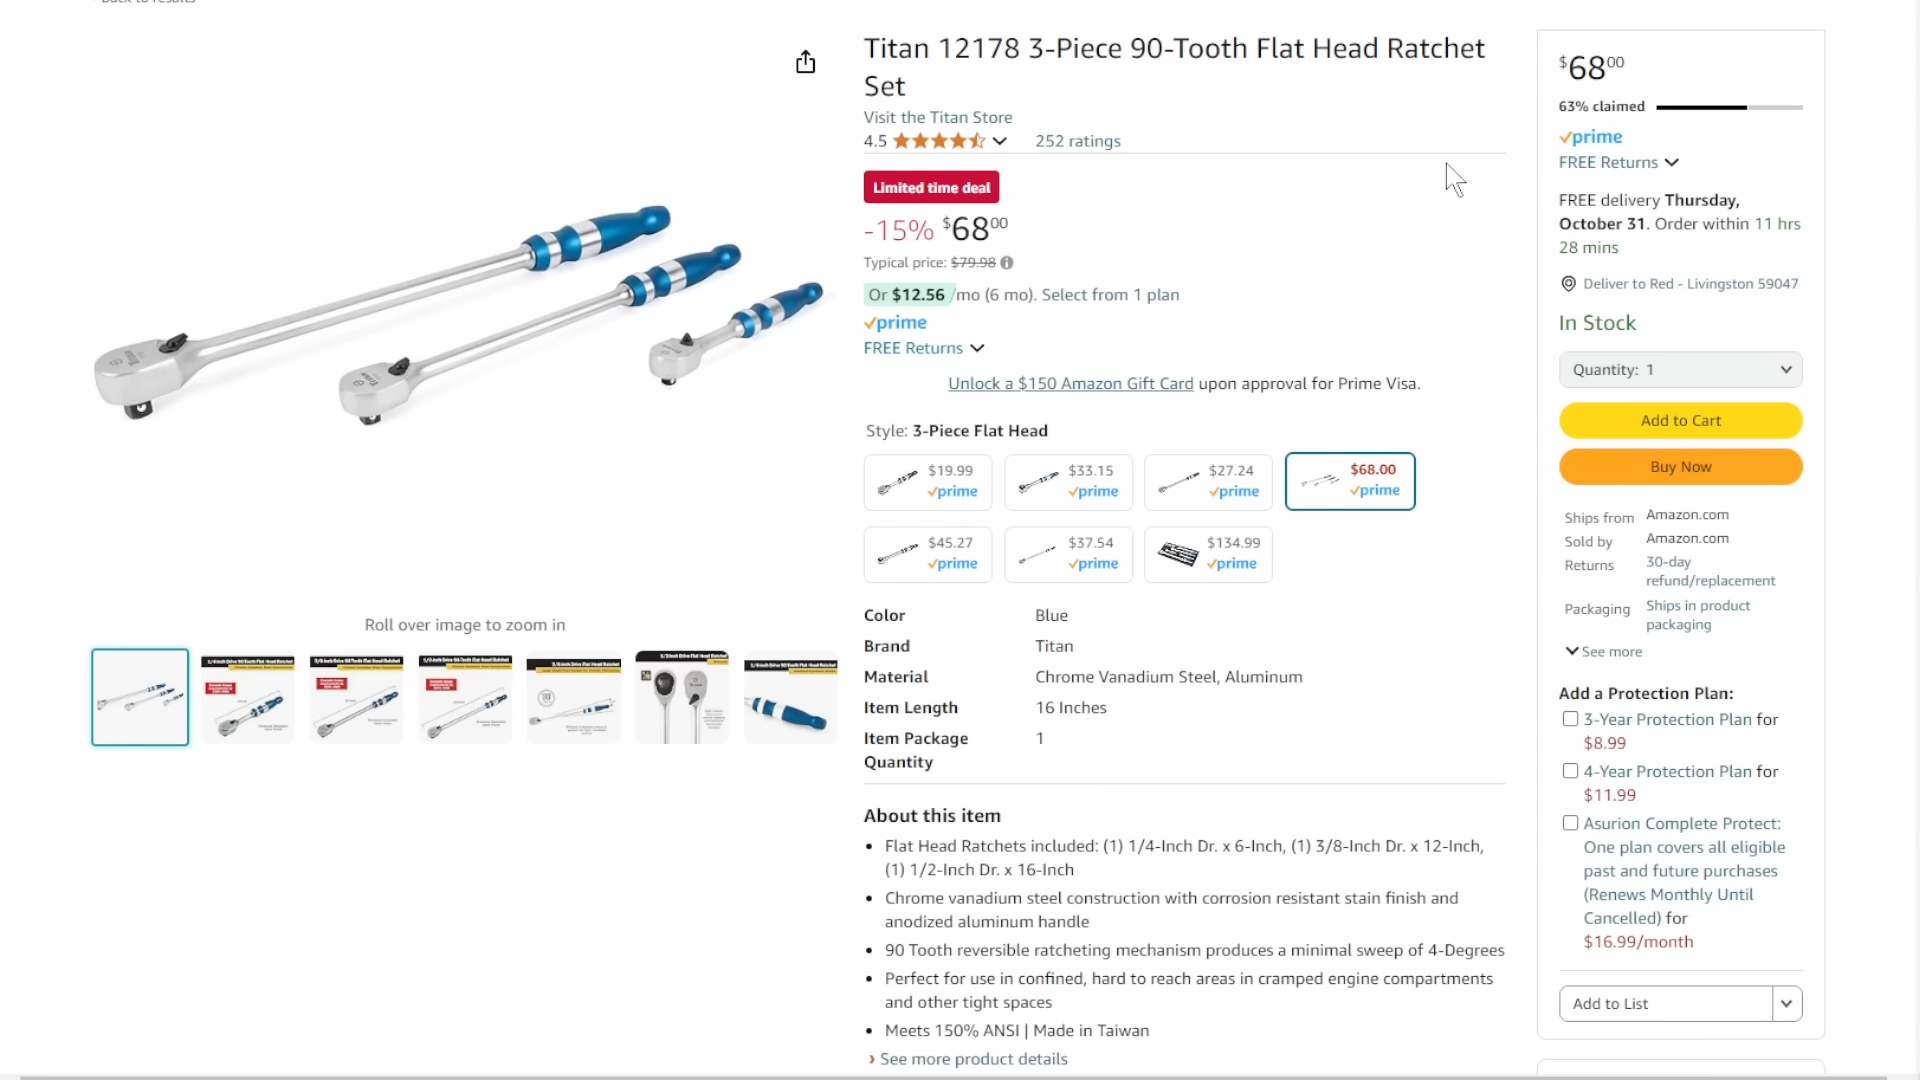 Titan 12178 3-Piece 90-Tooth Flat Head Ratchet
Set
Visit the Titan Store
4.5
252 ratings
Limited time deal
-15% $68 00
Typical price: $79.98
Or $12.56 /mo (6 mo). Select from 1 plan
prime
FREE Returns
Unlock a $150 Amazon Gift Card upon approval for Prime Visa.
Style: 3-Piece Flat Head
$19.99
prime
$33.15
prime
$27.24
prime
$68.00
prime
$45.27
prime
$37.54
prime
$134.99
prime
Roll over image to zoom in
Color Blue
Brand Titan
Material Chrome Vanadium Steel, Aluminum
Item Length 16 Inches
Item Package 1
Quantity
About this item
• Flat Head Ratchets included: (1) 1/4-Inch Dr. x 6-Inch, (1) 3/8-Inch Dr. x 12-Inch,
(1) 1/2-Inch Dr. x 16-Inch
• Chrome vanadium steel construction with corrosion resistant stain finish and
anodized aluminum handle
• 90 Tooth reversible ratcheting mechanism produces a minimal sweep of 4-Degrees
• Perfect for use in confined, hard to reach areas in cramped engine compartments
and other tight spaces
• Meets 150% ANSI | Made in Taiwan
› See more product details
$68 00
63% claimed
prime
FREE Returns
FREE delivery Thursday,
October 31. Order within 11 hrs
28 mins
Deliver to Red - Livingston 59047
In Stock
Quantity: 1
Add to Cart
Buy Now
Ships from Amazon.com
Sold by Amazon.com
Returns 30-day
refund/replacement
Packaging Ships in product
packaging
See more
Add a Protection Plan:
3-Year Protection Plan for
$8.99
4-Year Protection Plan for
$11.99
Asurion Complete Protect:
One plan covers all eligible
past and future purchases
(Renews Monthly Until
Cancelled) for
$16.99/month
Add to List